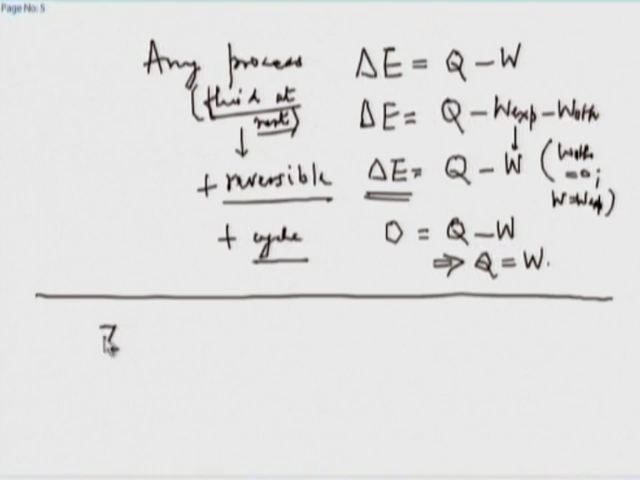 Page No: 5
Any process ΔE = Q - W
(fluid at rest) ΔE = Q - Wexp - Woth
↓
+ reversible ΔE = Q - W (Woth = 0; W = Wexp)
+ cycle 0 = Q - W
⇒ Q = W.